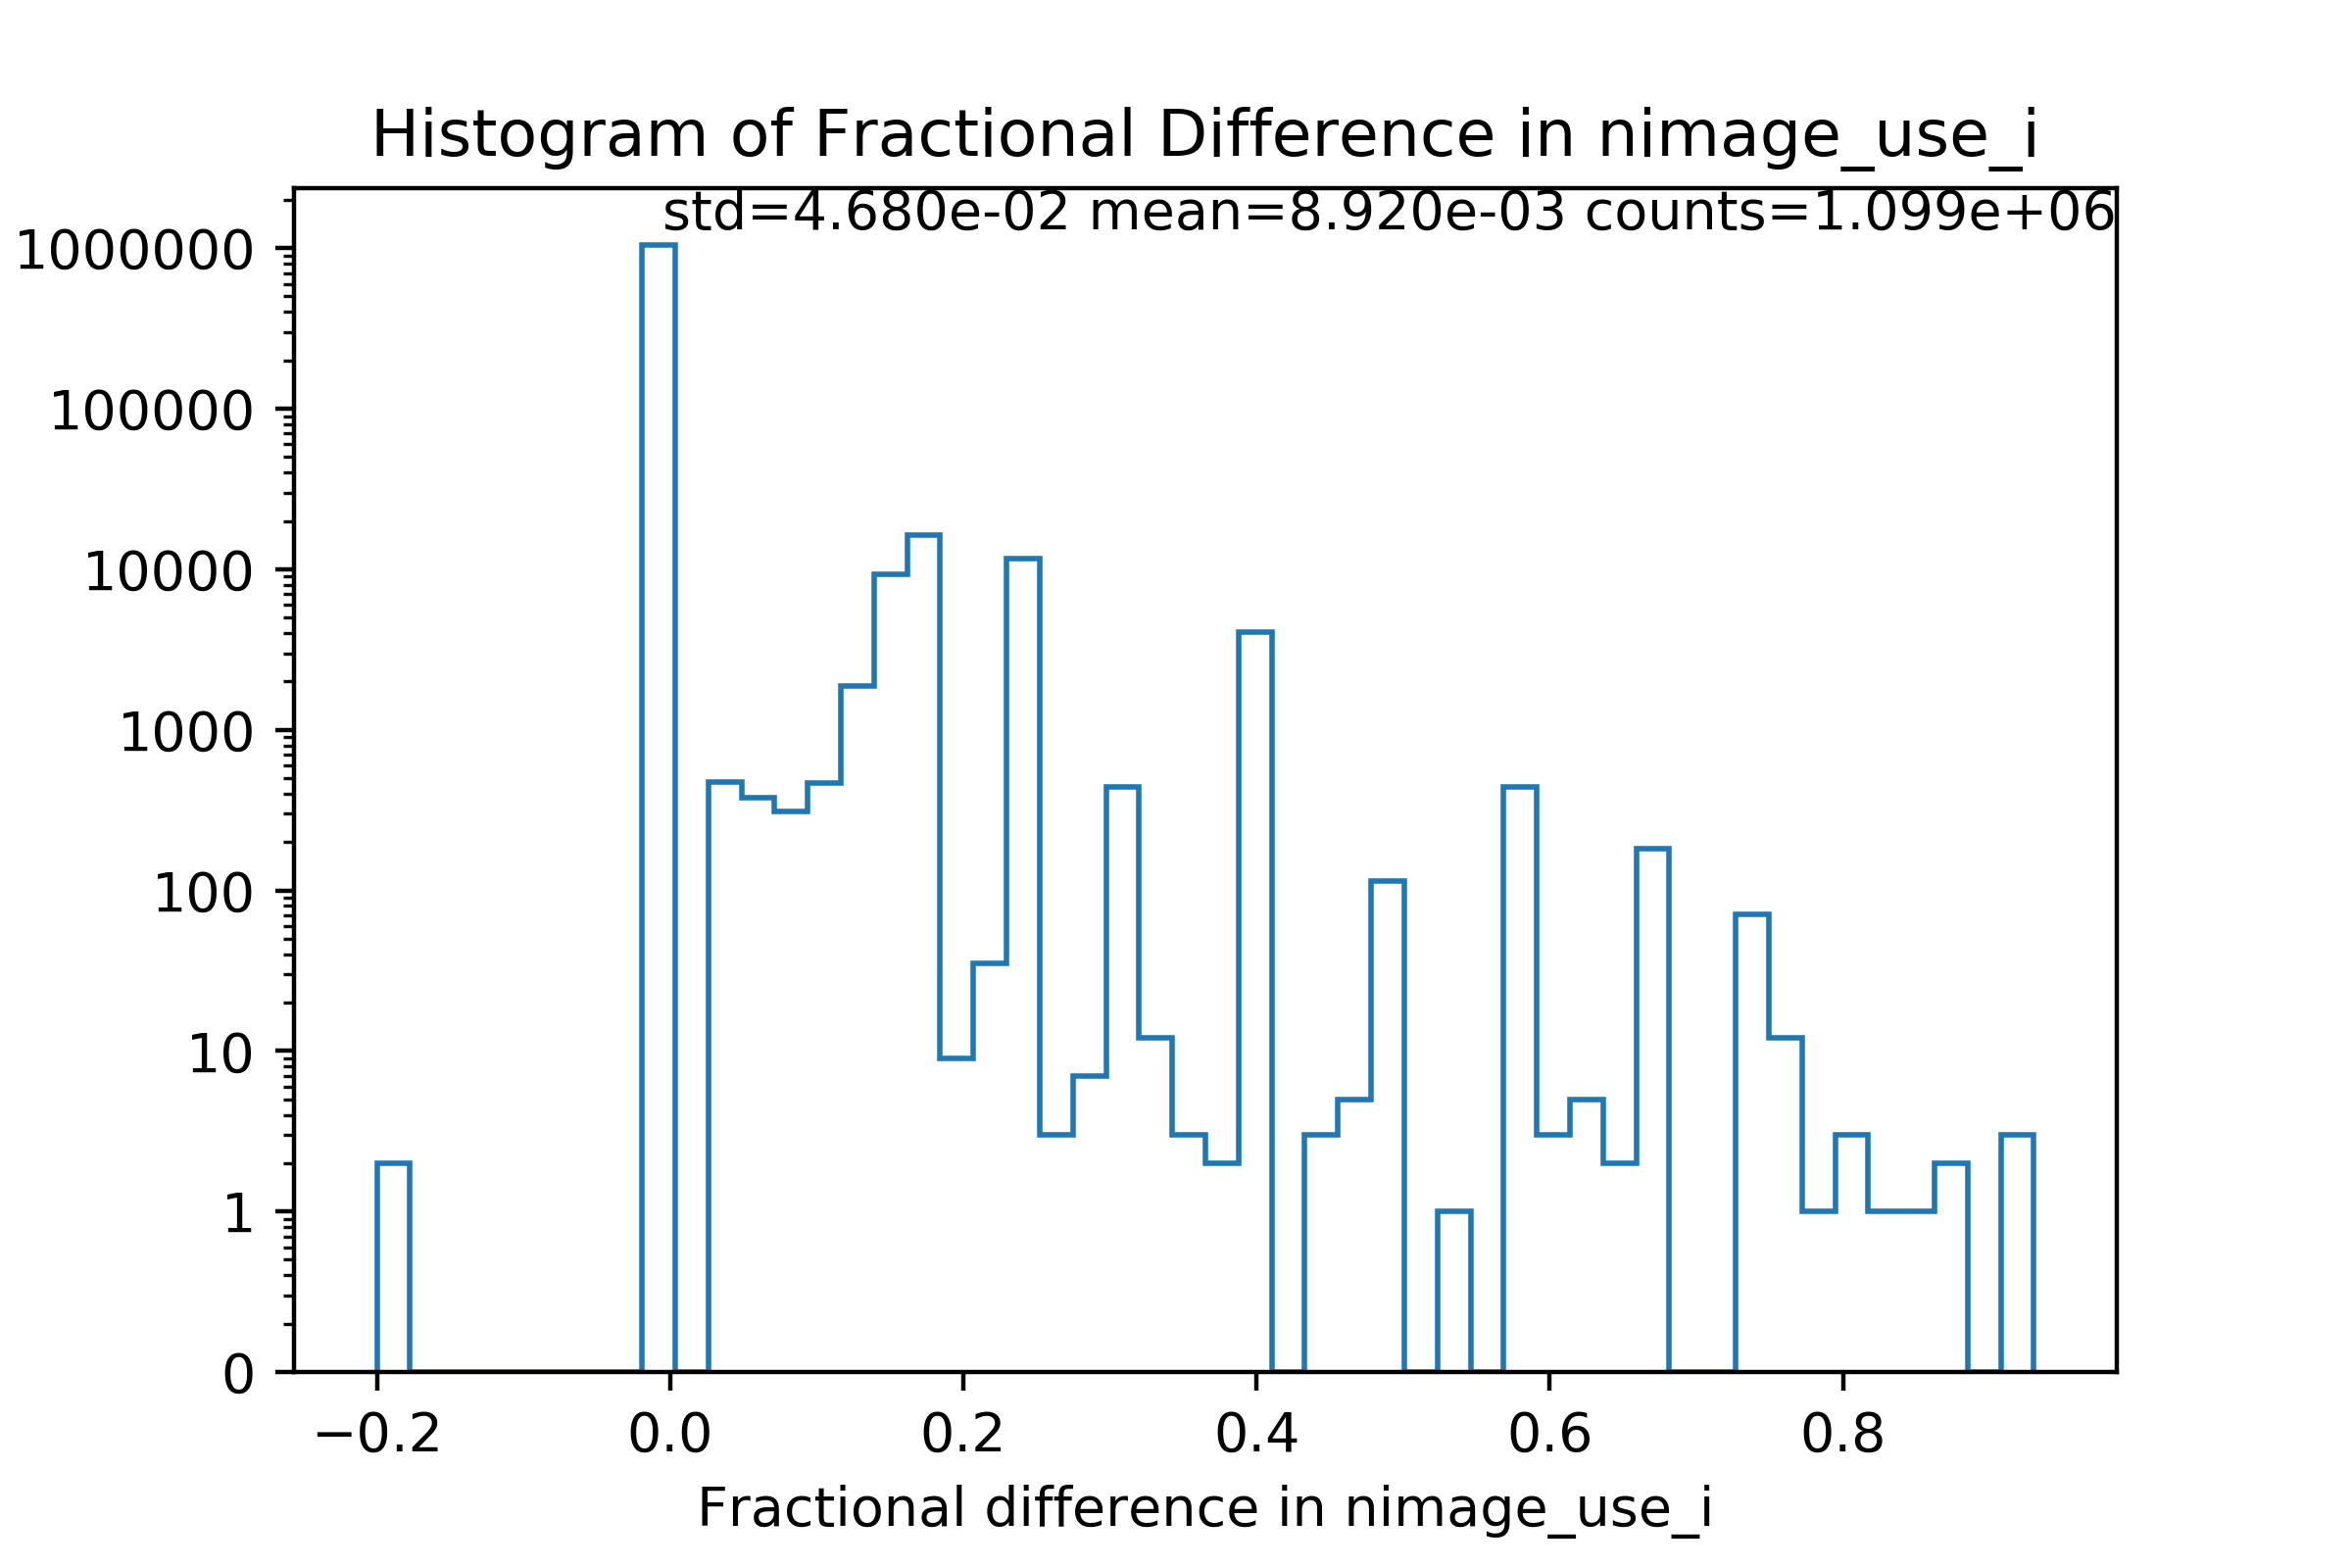 Histogram of Fractional Difference in nimage_use_i
std=4.680e-02 mean=8.920e-03 counts=1.099e+06
1000000
100000
10000
1000
100
10
1
0
−0.2 0.0 0.2 0.4 0.6 0.8
Fractional difference in nimage_use_i